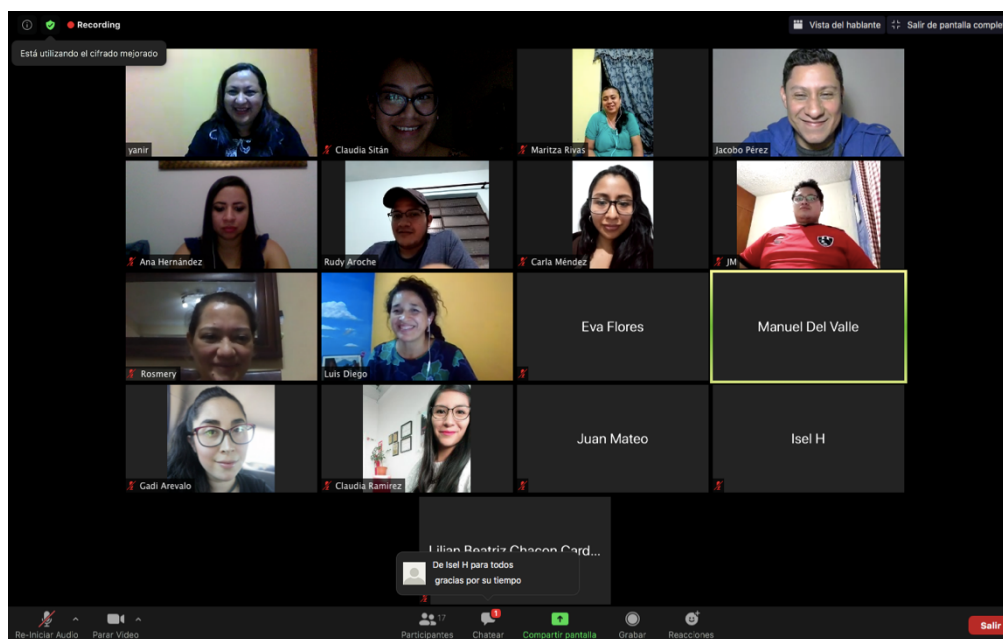 Recording
Vista del hablante
Salir de pantalla comple
Está utilizando el cifrado mejorado
yanir
Claudia Sitán
Maritza Rivas
Jacobo Pérez
Ana Hernández
Rudy Aroche
Carla Méndez
JM
Rosmery
Luis Diego
Eva Flores
Manuel Del Valle
Gadi Arevalo
Claudia Ramirez
Juan Mateo
Isel H
Lilian Beatriz Chacon Card...
De Isel H para todos
gracias por su tiempo
Re-Iniciar Audio
Parar Video
17
Participantes
1
Chatear
Compartir pantalla
Grabar
Reacciones
Salir